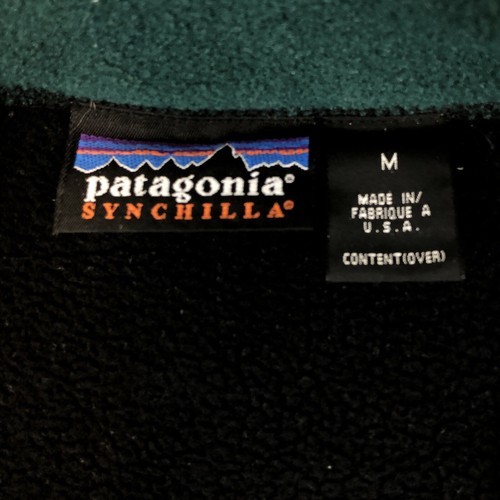 patagonia®
SYNCHILLA®
M
MADE IN/
FABRIQUE A
U.S.A.
CONTENT(OVER)